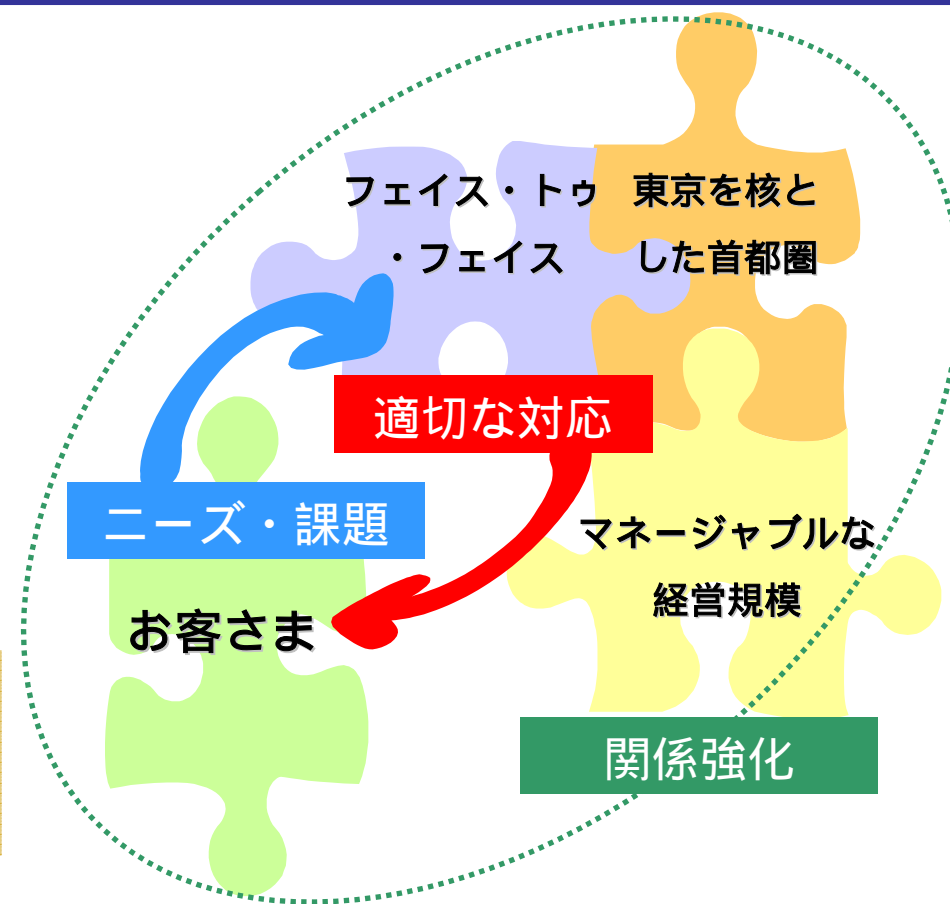 フェイス・トゥ
・フェイス
東京を核と
した首都圏
適切な対応
ニーズ・課題
マネージャブルな
経営規模
お客さま
関係強化